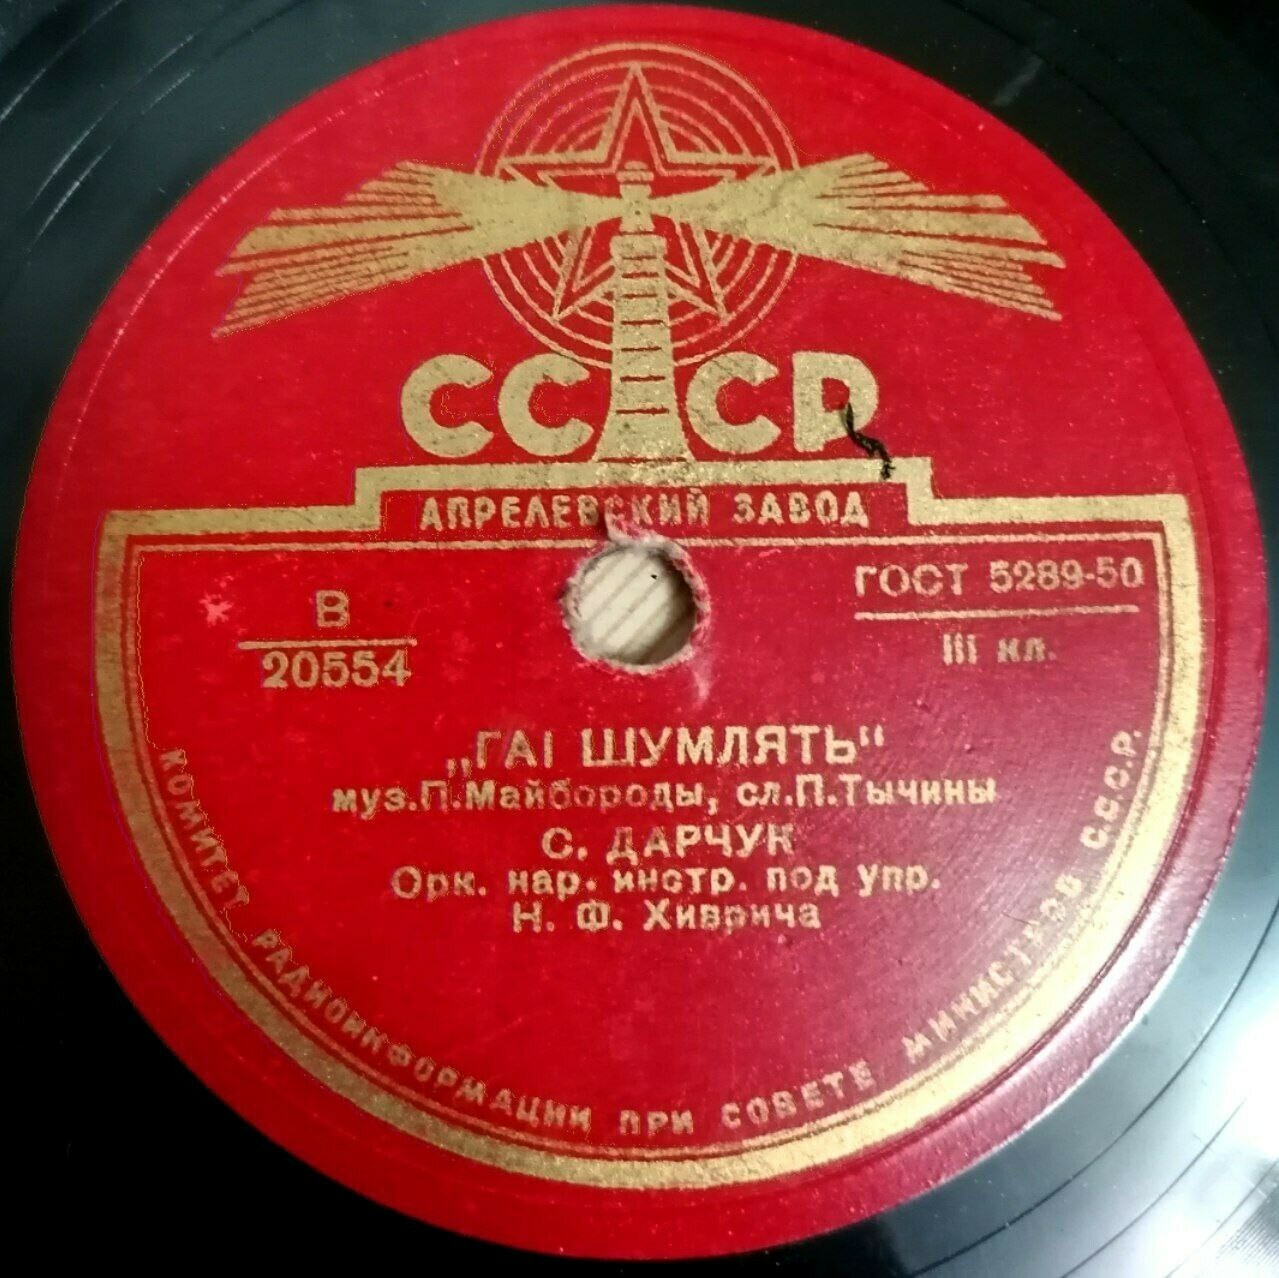 СССР
АПРЕЛЕВСКИЙ ЗАВОД
В
20554
ГОСТ 5289-50
III кл.
„ГАІ ШУМЛЯТЬ"
муз.П.Майбороды, сл.П.Тычины
С. ДАРЧУК
Орк. нар. инстр. под упр.
Н. Ф. Хиврича
КОМИТЕТ РАДИОИНФОРМАЦИИ ПРИ СОВЕТЕ МИНИСТРОВ С.С.С.Р.